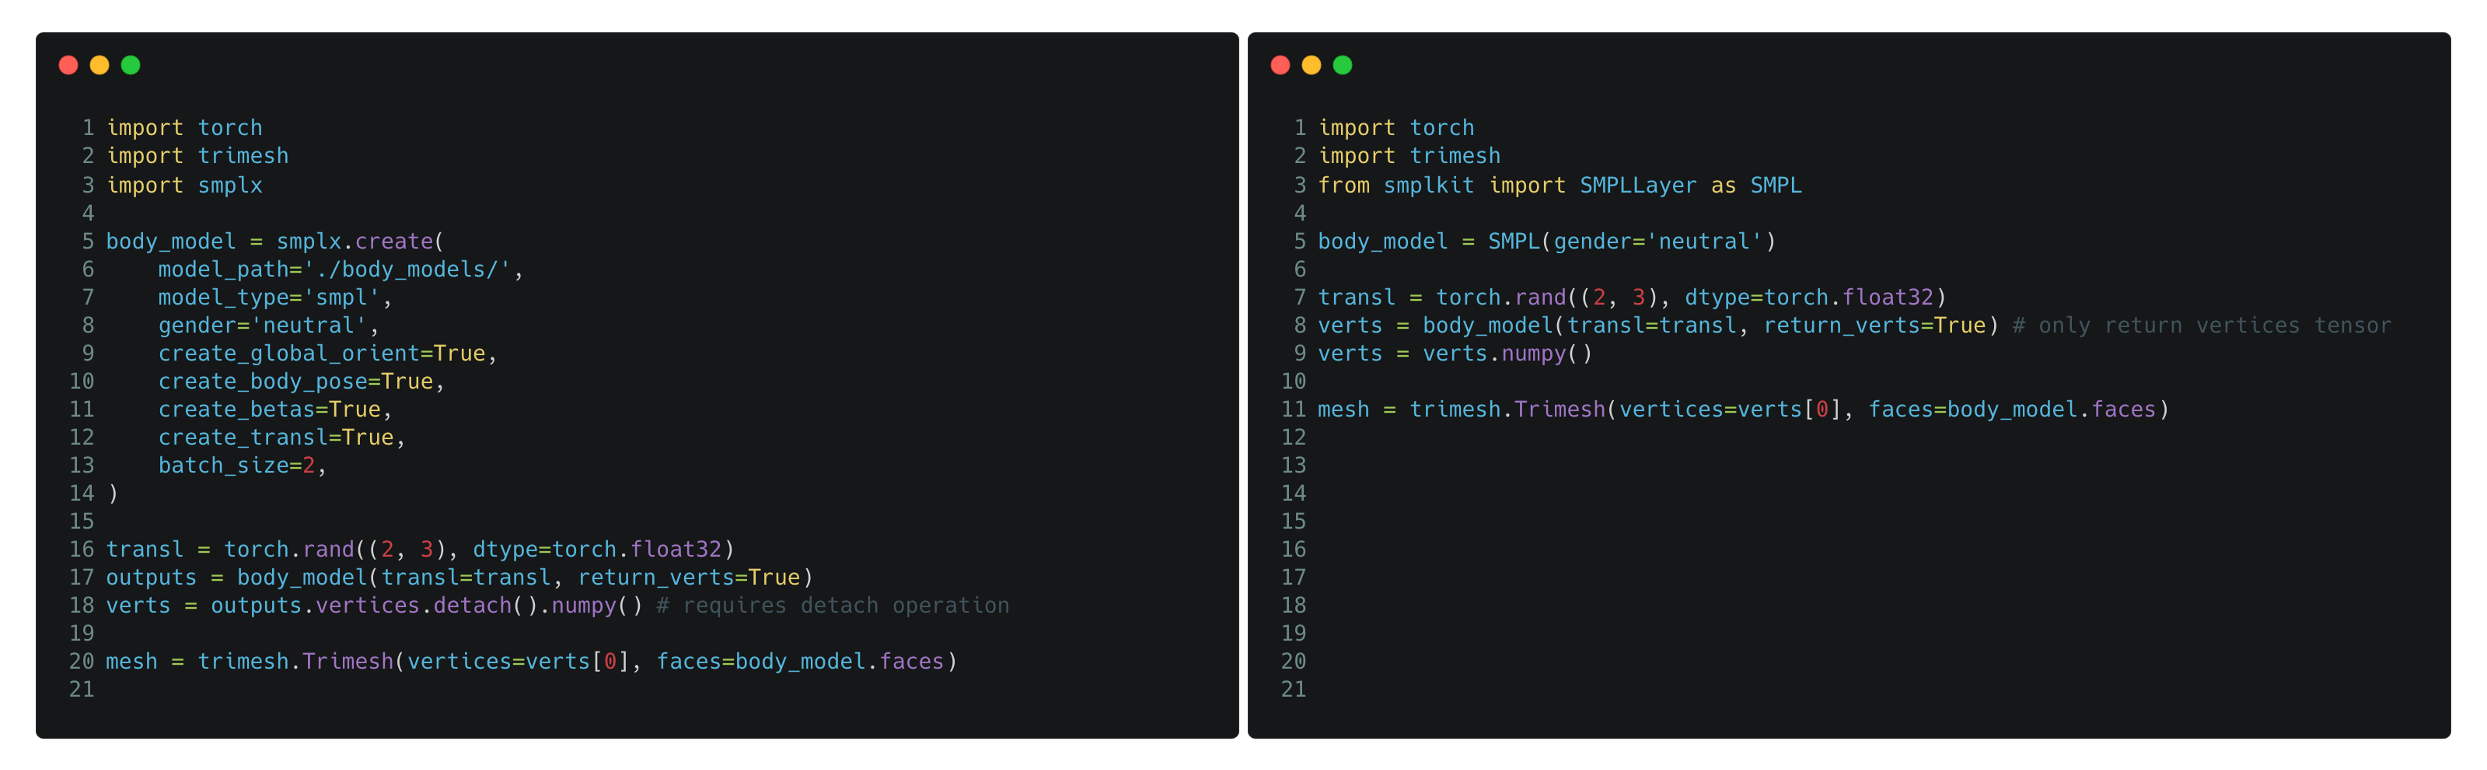 1 import torch
2 import trimesh
3 import smplx
4
5 body_model = smplx.create(
6     model_path='./body_models/',
7     model_type='smpl',
8     gender='neutral',
9     create_global_orient=True,
10     create_body_pose=True,
11     create_betas=True,
12     create_transl=True,
13     batch_size=2,
14 )
15
16 transl = torch.rand((2, 3), dtype=torch.float32)
17 outputs = body_model(transl=transl, return_verts=True)
18 verts = outputs.vertices.detach().numpy() # requires detach operation
19
20 mesh = trimesh.Trimesh(vertices=verts[0], faces=body_model.faces)
21
1 import torch
2 import trimesh
3 from smplkit import SMPLLayer as SMPL
4
5 body_model = SMPL(gender='neutral')
6
7 transl = torch.rand((2, 3), dtype=torch.float32)
8 verts = body_model(transl=transl, return_verts=True) # only return vertices tensor
9 verts = verts.numpy()
10
11 mesh = trimesh.Trimesh(vertices=verts[0], faces=body_model.faces)
12
13
14
15
16
17
18
19
20
21